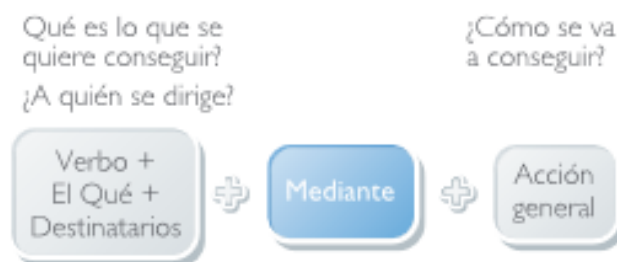 Qué es lo que se
quiere conseguir?
¿A quién se dirige?
¿Cómo se va
a conseguir?
Verbo +
El Qué +
Destinatarios
Mediante
Acción
general